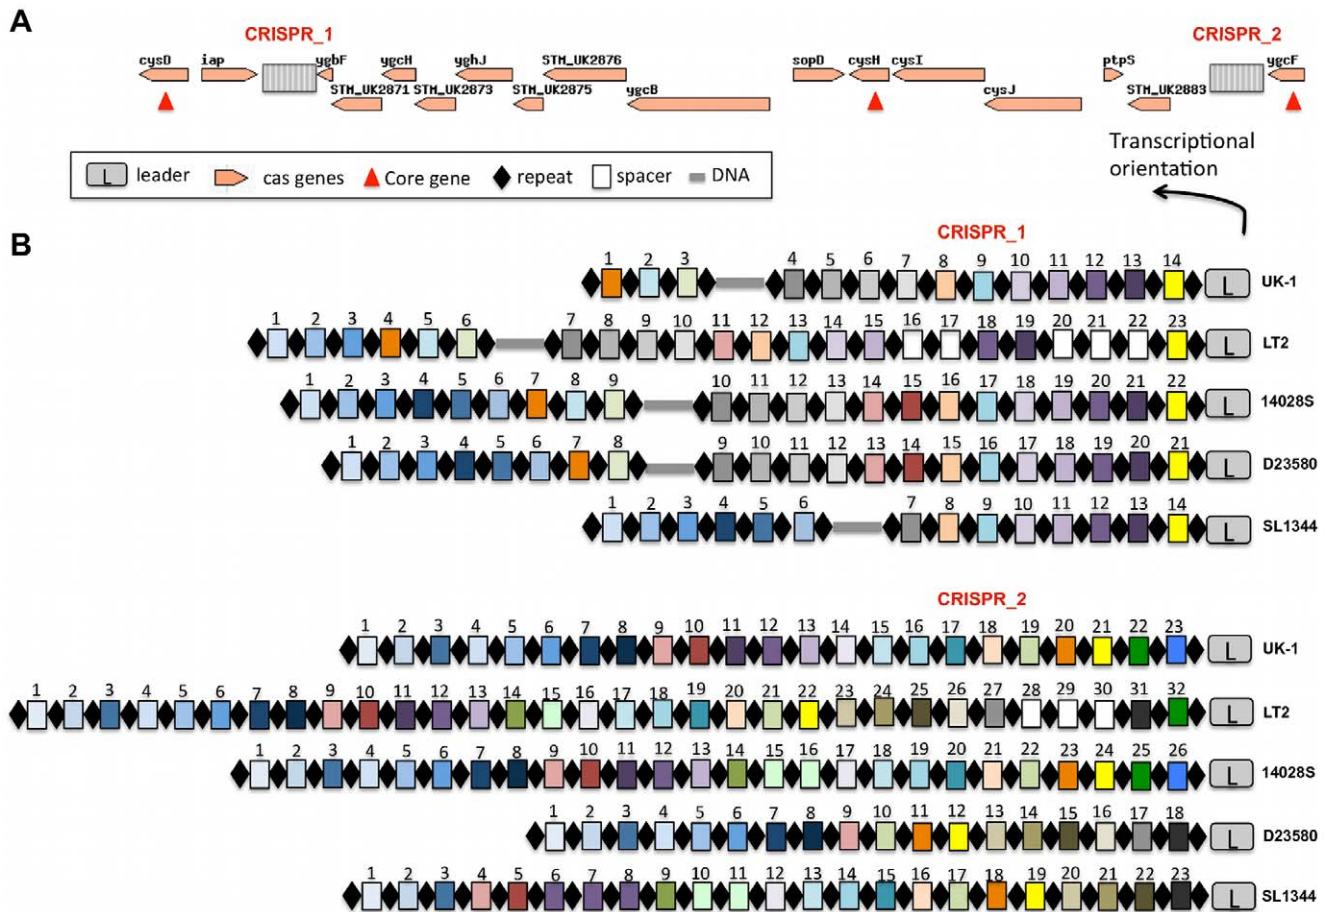 A
CRISPR_1
CRISPR_2
cysD iap ygbF ygcH yghJ STM_UK2876 sopD cysH cysI ptpS ygcF
STM_UK2871 STM_UK2873 STM_UK2875 ygcB cysJ STM_UK2883
L leader cas genes Core gene repeat spacer DNA
Transcriptional
orientation
B
CRISPR_1
1 2 3 4 5 6 7 8 9 10 11 12 13 14
L UK-1
1 2 3 4 5 6 7 8 9 10 11 12 13 14 15 16 17 18 19 20 21 22 23
L LT2
1 2 3 4 5 6 7 8 9 10 11 12 13 14 15 16 17 18 19 20 21 22
L 14028S
1 2 3 4 5 6 7 8 9 10 11 12 13 14 15 16 17 18 19 20 21
L D23580
1 2 3 4 5 6 7 8 9 10 11 12 13 14
L SL1344
CRISPR_2
1 2 3 4 5 6 7 8 9 10 11 12 13 14 15 16 17 18 19 20 21 22 23
L UK-1
1 2 3 4 5 6 7 8 9 10 11 12 13 14 15 16 17 18 19 20 21 22 23 24 25 26 27 28 29 30 31 32
L LT2
1 2 3 4 5 6 7 8 9 10 11 12 13 14 15 16 17 18 19 20 21 22 23 24 25 26
L 14028S
1 2 3 4 5 6 7 8 9 10 11 12 13 14 15 16 17 18
L D23580
1 2 3 4 5 6 7 8 9 10 11 12 13 14 15 16 17 18 19 20 21 22 23
L SL1344